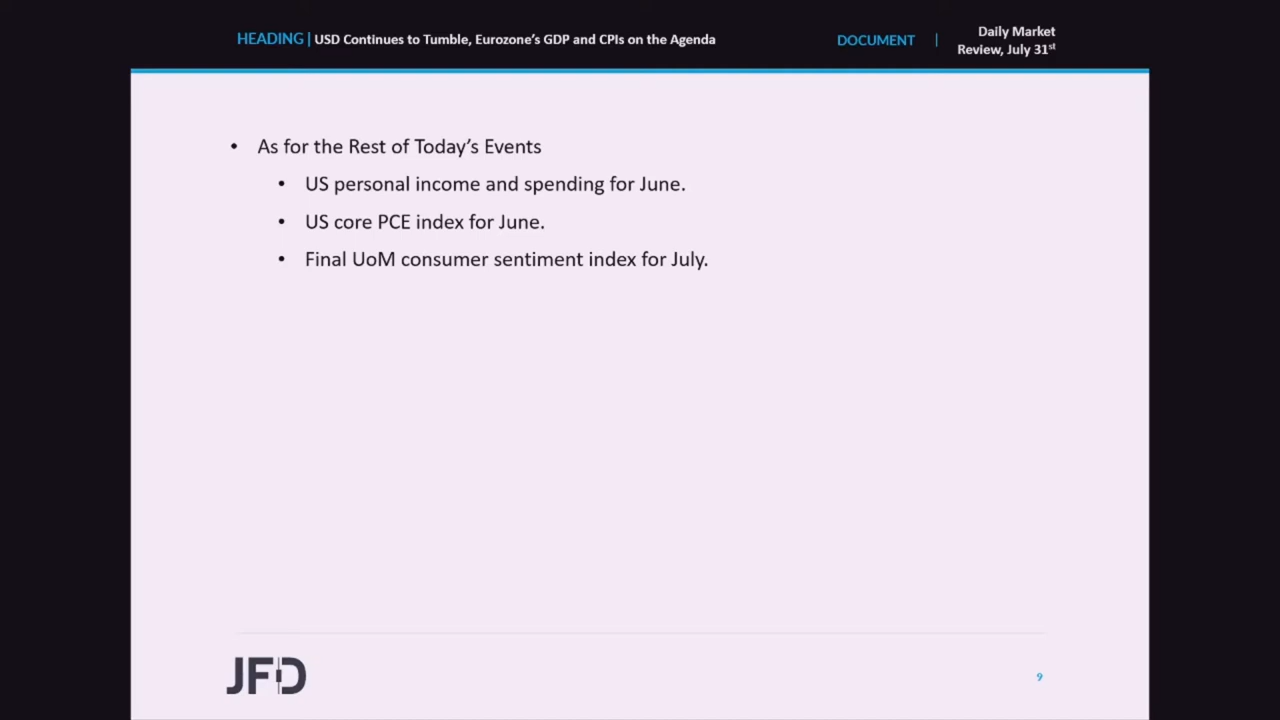 HEADING | USD Continues to Tumble, Eurozone’s GDP and CPIs on the Agenda
DOCUMENT |
Daily Market
Review, July 31st
• As for the Rest of Today’s Events
• US personal income and spending for June.
• US core PCE index for June.
• Final UoM consumer sentiment index for July.
JFD
9